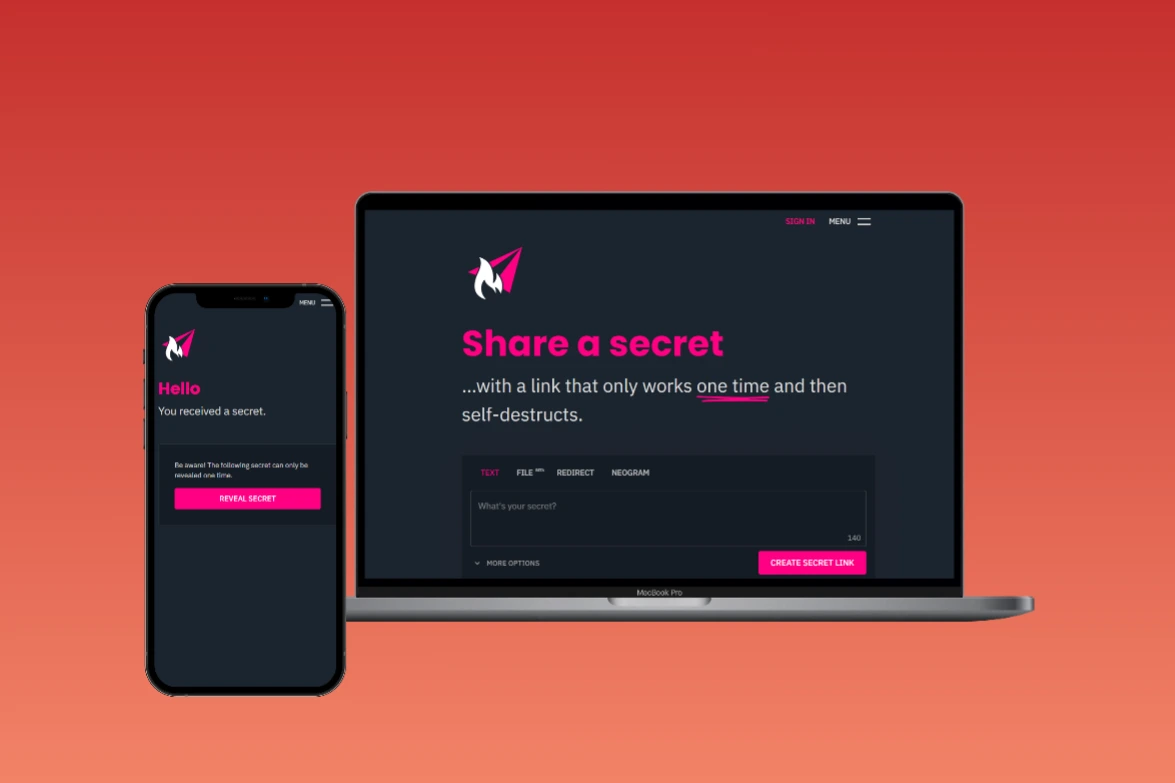 MENU
Hello
You received a secret.
Be aware! The following secret can only be
revealed one time.
REVEAL SECRET
SIGN IN MENU
Share a secret
...with a link that only works one time and then
self-destructs.
TEXT FILE BETA REDIRECT NEOGRAM
What's your secret?
140
MORE OPTIONS CREATE SECRET LINK
MacBook Pro